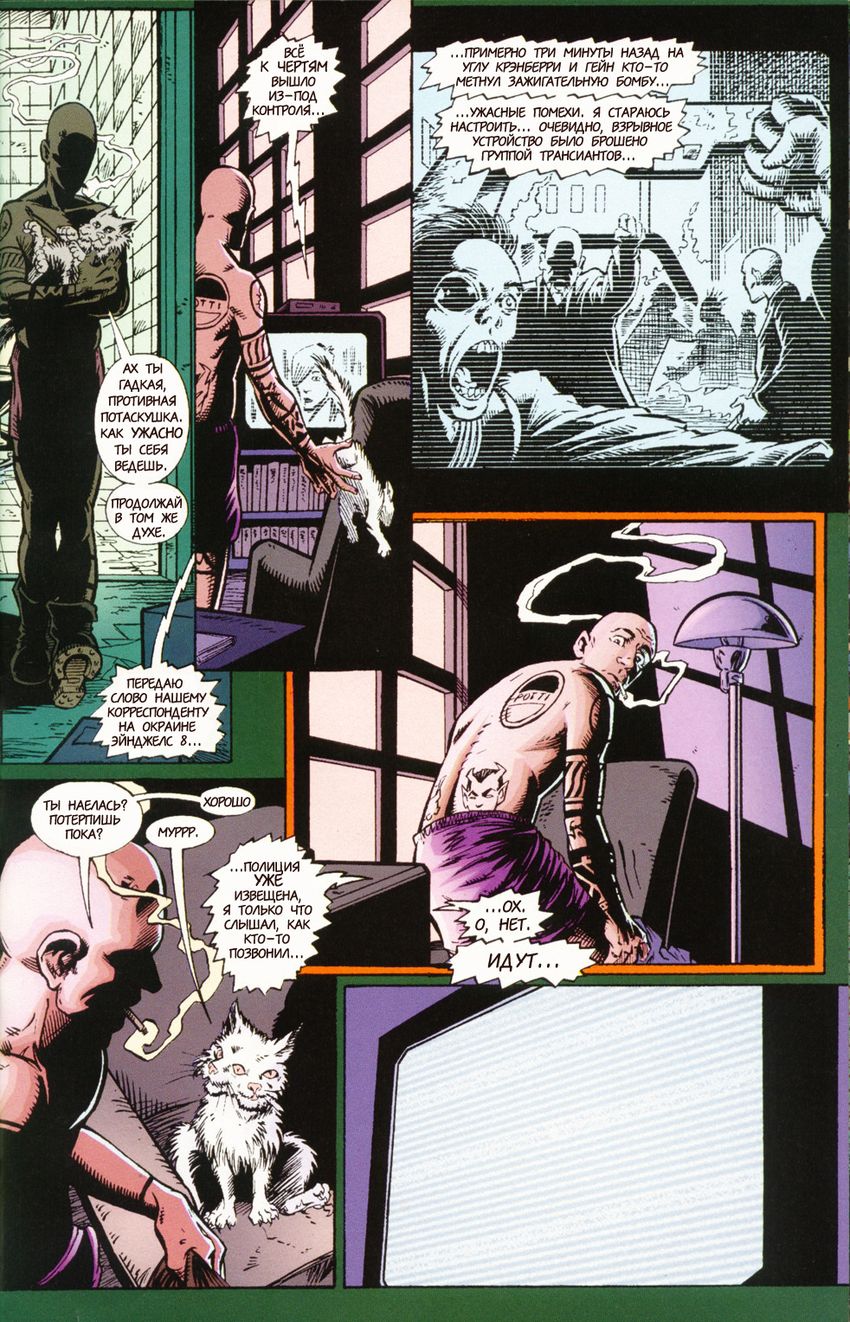 АХ ТЫ
ГАДКАЯ,
ПРОТИВНАЯ
ПОТАСКУШКА.
КАК УЖАСНО
ТЫ СЕБЯ
ВЕДЕШЬ.
ПРОДОЛЖАЙ
В ТОМ ЖЕ
ДУХЕ.
ВСЁ
К ЧЕРТЯМ
ВЫШЛО
ИЗ-ПОД
КОНТРОЛЯ...
ПЕРЕДАЮ
СЛОВО НАШЕМУ
КОРРЕСПОНДЕНТУ
НА ОКРАИНЕ
ЭЙНДЖЕЛС 8...
...ПРИМЕРНО ТРИ МИНУТЫ НАЗАД НА
УГЛУ КРЭНБЕРРИ И ГЕЙН КТО-ТО
МЕТНУЛ ЗАЖИГАТЕЛЬНУЮ БОМБУ...
...УЖАСНЫЕ ПОМЕХИ. Я СТАРАЮСЬ
НАСТРОИТЬ... ОЧЕВИДНО, ВЗРЫВНОЕ
УСТРОЙСТВО БЫЛО БРОШЕНО
ГРУППОЙ ТРАНСИАНТОВ...
SPOTTI
...ОХ.
О, НЕТ.
ИДУТ...
ТЫ НАЕЛАСЬ?
ПОТЕРПИШЬ
ПОКА?
ХОРОШО
МУРРР.
...ПОЛИЦИЯ
УЖЕ
ИЗВЕЩЕНА,
Я ТОЛЬКО ЧТО
СЛЫШАЛ, КАК
КТО-ТО
ПОЗВОНИЛ...